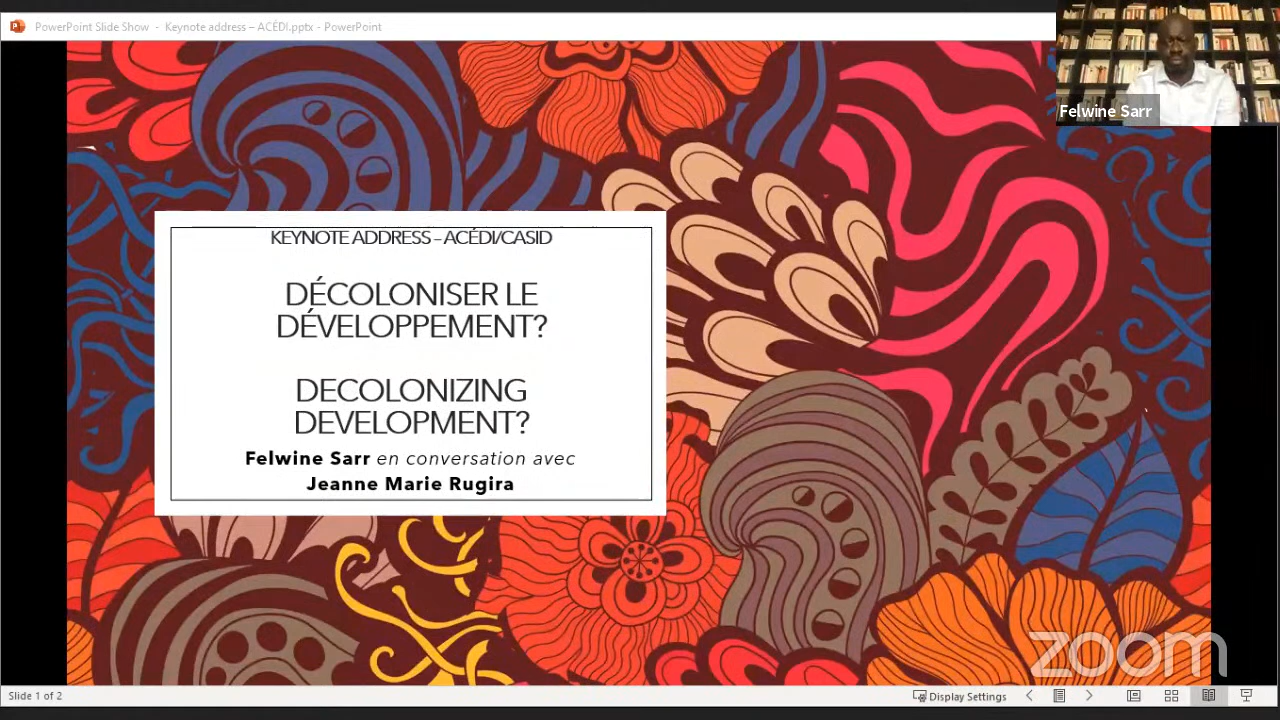 PowerPoint Slide Show - Keynote address – ACÉDI.pptx - PowerPoint
Felwine Sarr
KEYNOTE ADDRESS – ACÉDI/CASID
DÉCOLONISER LE
DÉVELOPPEMENT?
DECOLONIZING
DEVELOPMENT?
Felwine Sarr en conversation avec
Jeanne Marie Rugira
zoom
Slide 1 of 2
Display Settings